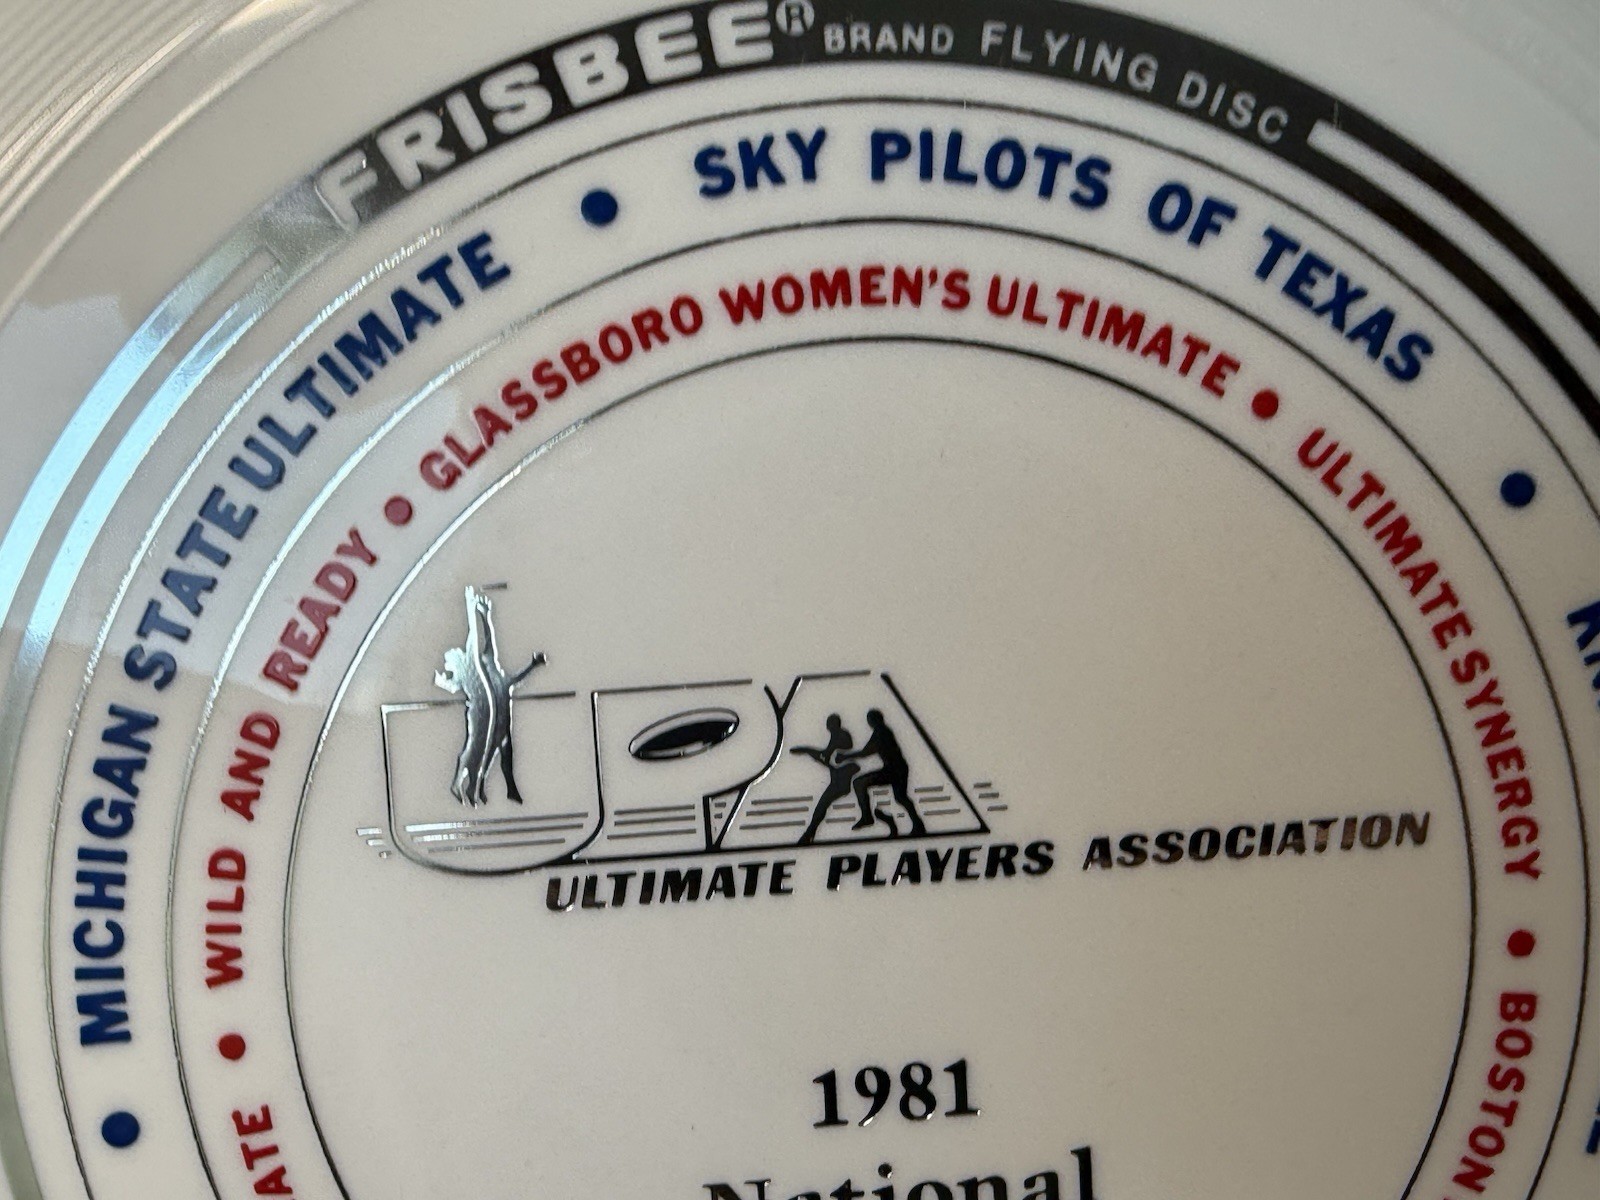 FRISBEE® BRAND FLYING DISC
MICHIGAN STATE ULTIMATE • SKY PILOTS OF TEXAS •
WILD AND READY • GLASSBORO WOMEN'S ULTIMATE • ULTIMATE SYNERGY • BOSTON
UPA
ULTIMATE PLAYERS ASSOCIATION
1981
National